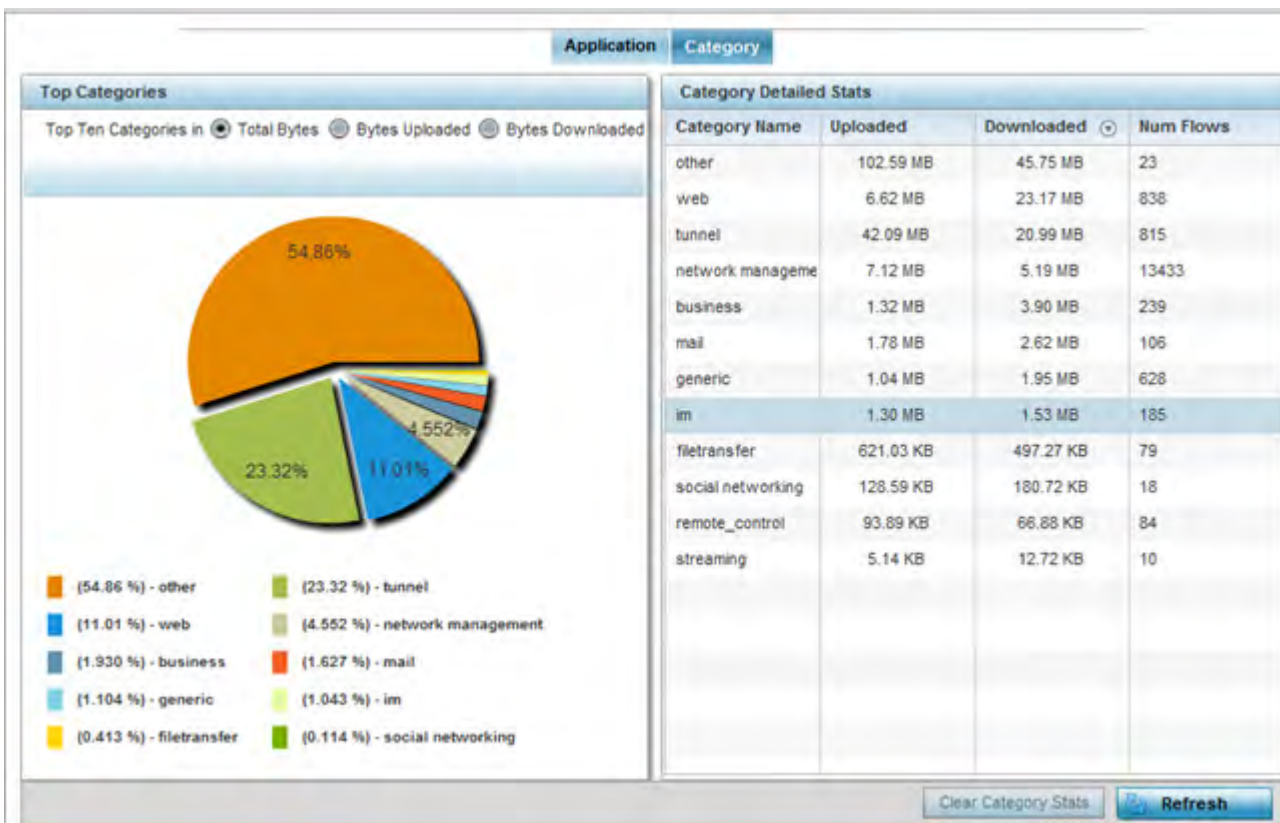 Application Category
Top Categories
Top Ten Categories in Total Bytes Bytes Uploaded Bytes Downloaded
54.86%
4.552%
23.32%
11.01%
(54.86 %) - other
(23.32 %) - tunnel
(11.01 %) - web
(4.552 %) - network management
(1.930 %) - business
(1.627 %) - mail
(1.104 %) - generic
(1.043 %) - im
(0.413 %) - filetransfer
(0.114 %) - social networking
Category Detailed Stats
Category Name Uploaded Downloaded Num Flows
other 102.59 MB 45.75 MB 23
web 6.62 MB 23.17 MB 838
tunnel 42.09 MB 20.99 MB 815
network manageme 7.12 MB 5.19 MB 13433
business 1.32 MB 3.90 MB 239
mail 1.78 MB 2.62 MB 106
generic 1.04 MB 1.95 MB 628
im 1.30 MB 1.53 MB 185
filetransfer 621.03 KB 497.27 KB 79
social networking 128.59 KB 180.72 KB 18
remote_control 93.89 KB 66.88 KB 84
streaming 5.14 KB 12.72 KB 10
Clear Category Stats Refresh